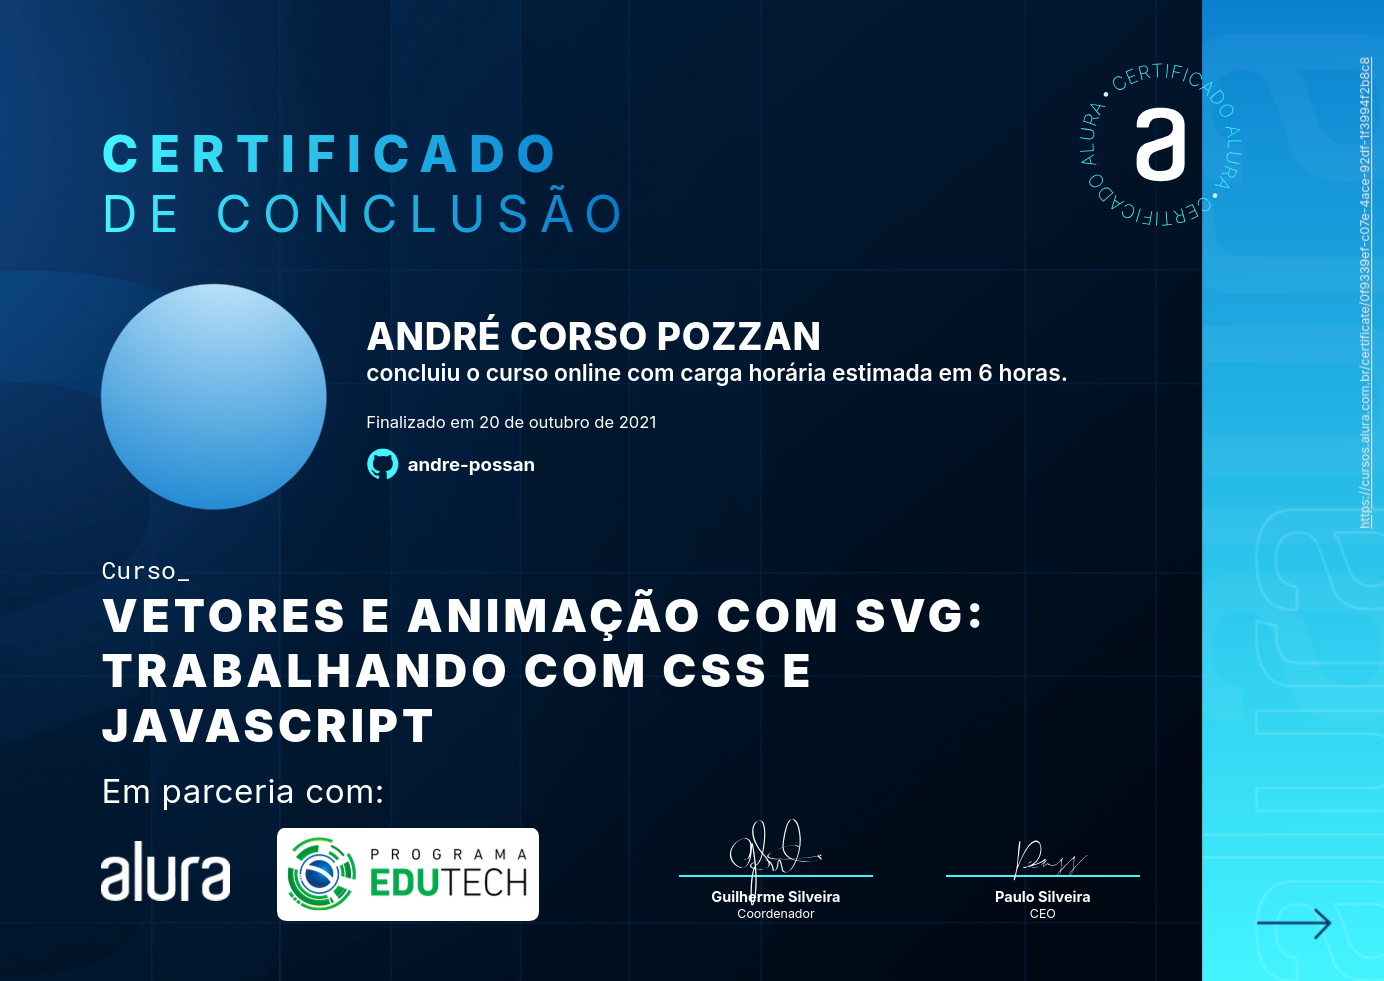 CERTIFICADO
DE CONCLUSÃO
CERTIFICADO ALURA • CERTIFICADO ALURA •
a
ANDRÉ CORSO POZZAN
concluiu o curso online com carga horária estimada em 6 horas.
Finalizado em 20 de outubro de 2021
andre-possan
Curso_
VETORES E ANIMAÇÃO COM SVG:
TRABALHANDO COM CSS E
JAVASCRIPT
Em parceria com:
alura
PROGRAMA
EDUTECH
Guilherme Silveira
Coordenador
Paulo Silveira
CEO
https://cursos.alura.com.br/certificate/0f9339ef-c07e-4ace-92df-1f3994f2b8c8
alura